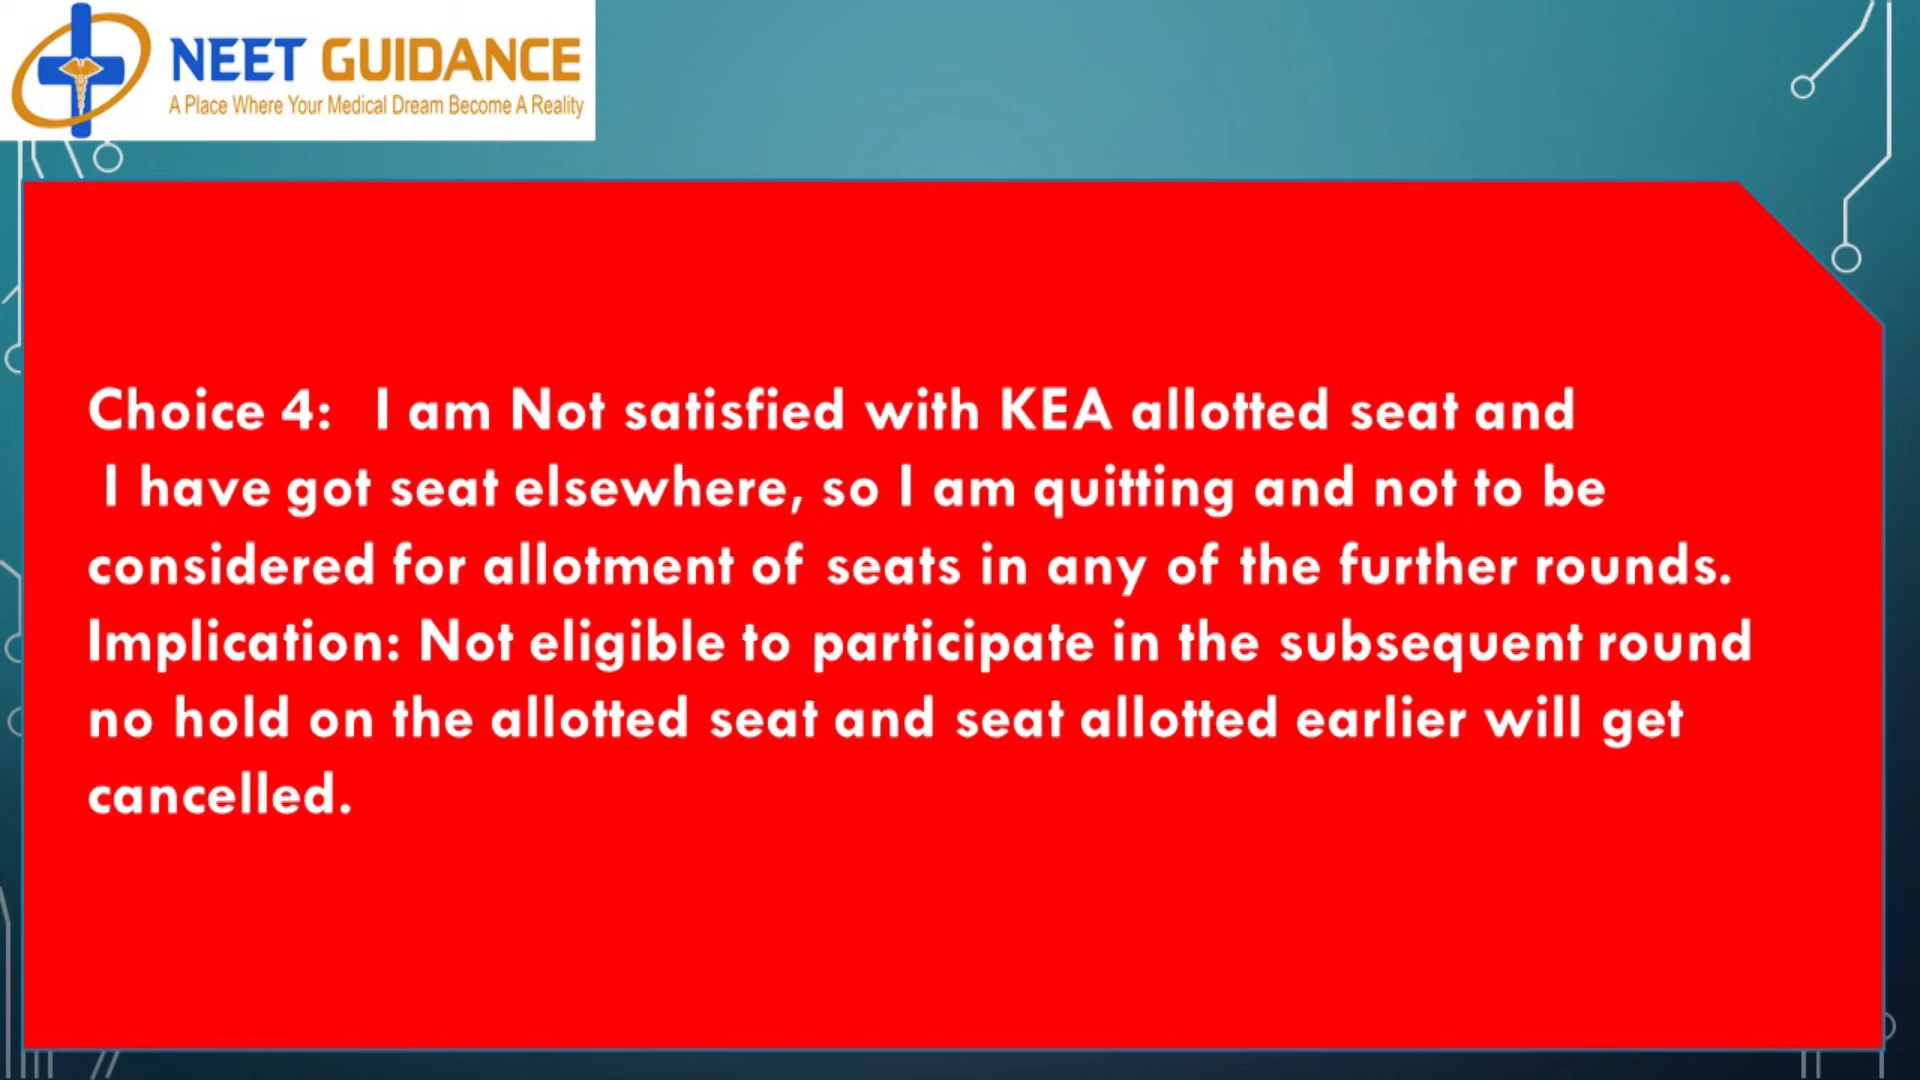 NEET GUIDANCE
A Place Where Your Medical Dream Become A Reality
Choice 4: I am Not satisfied with KEA allotted seat and
I have got seat elsewhere, so I am quitting and not to be
considered for allotment of seats in any of the further rounds.
Implication: Not eligible to participate in the subsequent round
no hold on the allotted seat and seat allotted earlier will get
cancelled.